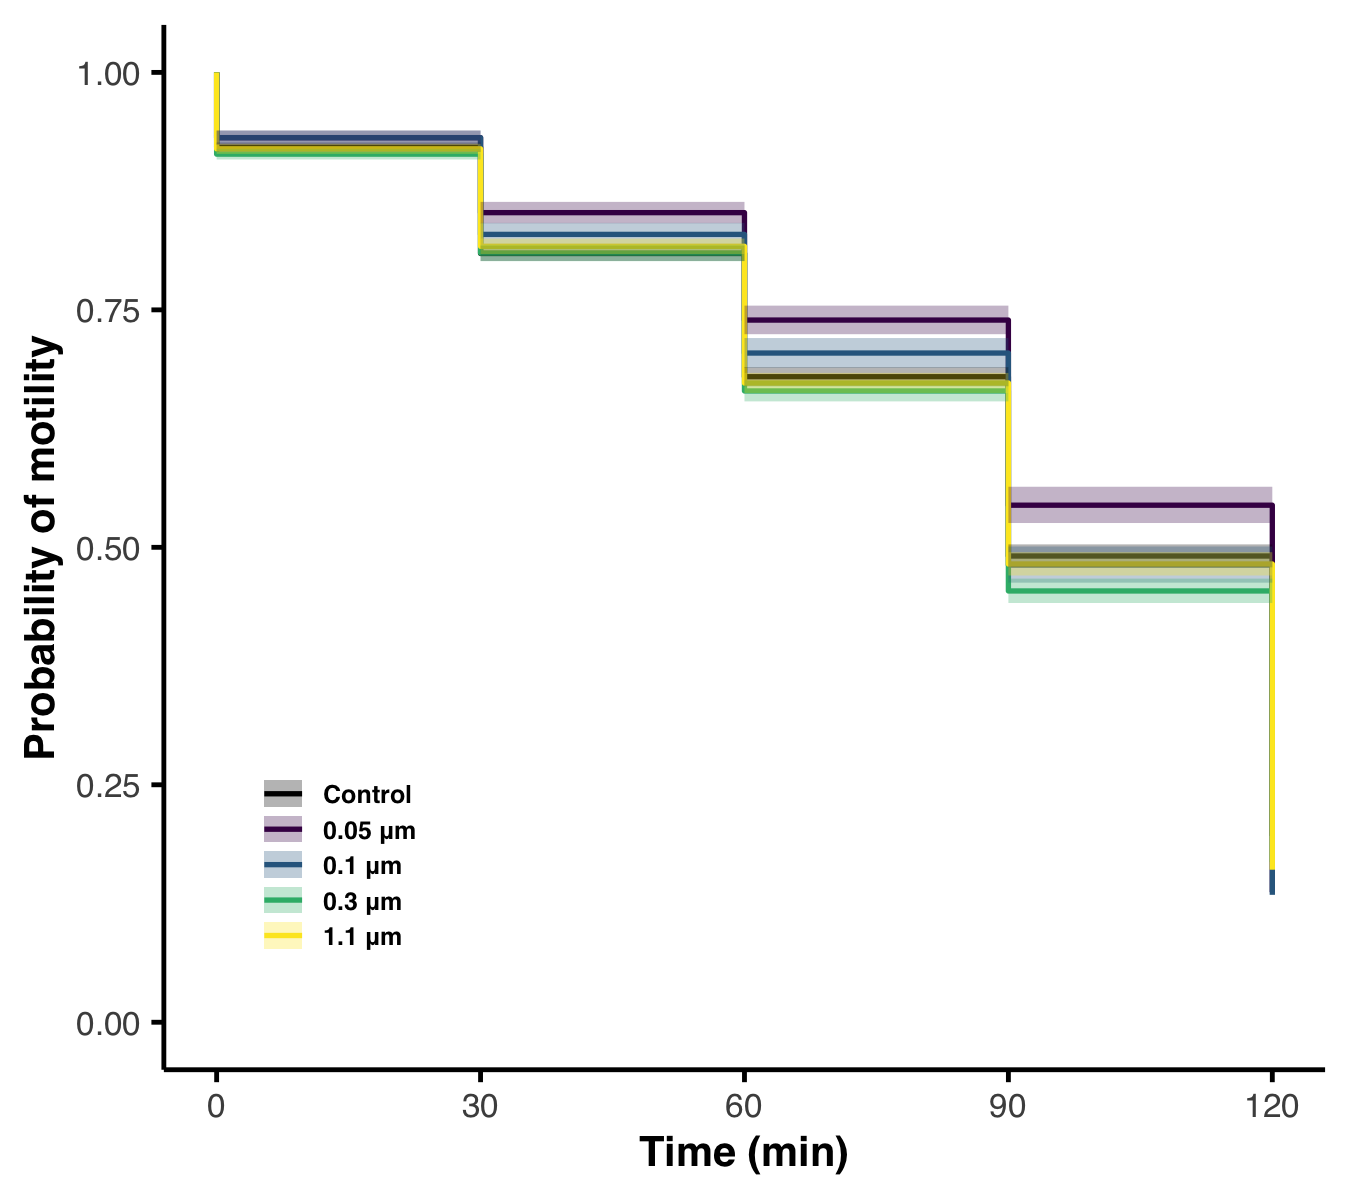 1.00
0.75
0.50
0.25
0.00
Probability of motility
Control
0.05 µm
0.1 µm
0.3 µm
1.1 µm
0 30 60 90 120
Time (min)